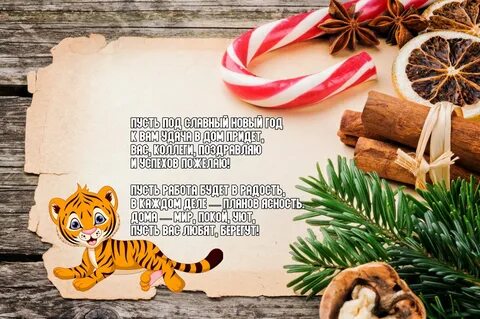 ПУСТЬ ПОД СЛАВНЫЙ НОВЫЙ ГОД
К ВАМ УДАЧА В ДОМ ПРИДЕТ,
ВАС, КОЛЛЕГИ, ПОЗДРАВЛЯЮ
И УСПЕХОВ ПОЖЕЛАЮ!
ПУСТЬ РАБОТА БУДЕТ В РАДОСТЬ,
В КАЖДОМ ДЕЛЕ — ПЛАНОВ ЯСНОСТЬ.
ДОМА — МИР, ПОКОЙ, УЮТ,
ПУСТЬ ВАС ЛЮБЯТ, БЕРЕГУТ!